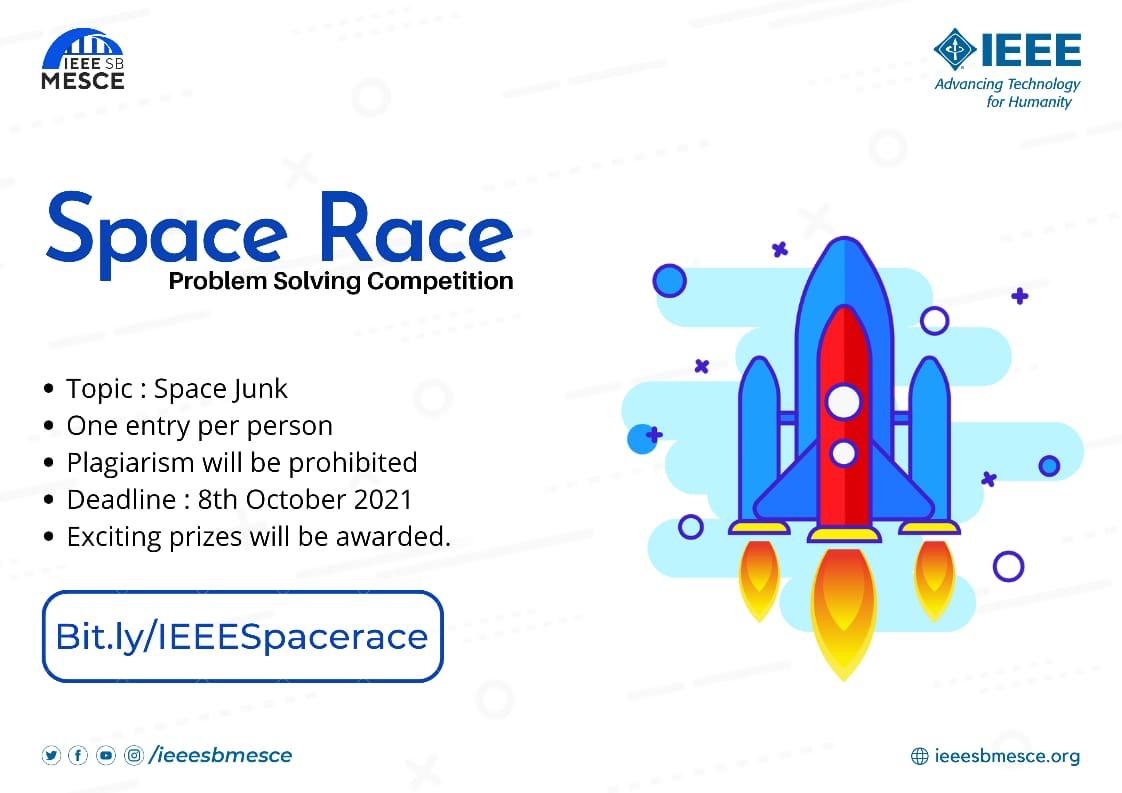 IEEE SB
MESCE
IEEE
Advancing Technology
for Humanity
Space Race
Problem Solving Competition
• Topic : Space Junk
• One entry per person
• Plagiarism will be prohibited
• Deadline : 8th October 2021
• Exciting prizes will be awarded.
Bit.ly/IEEESpacerace
/ieeesbmesce
ieeesbmesce.org